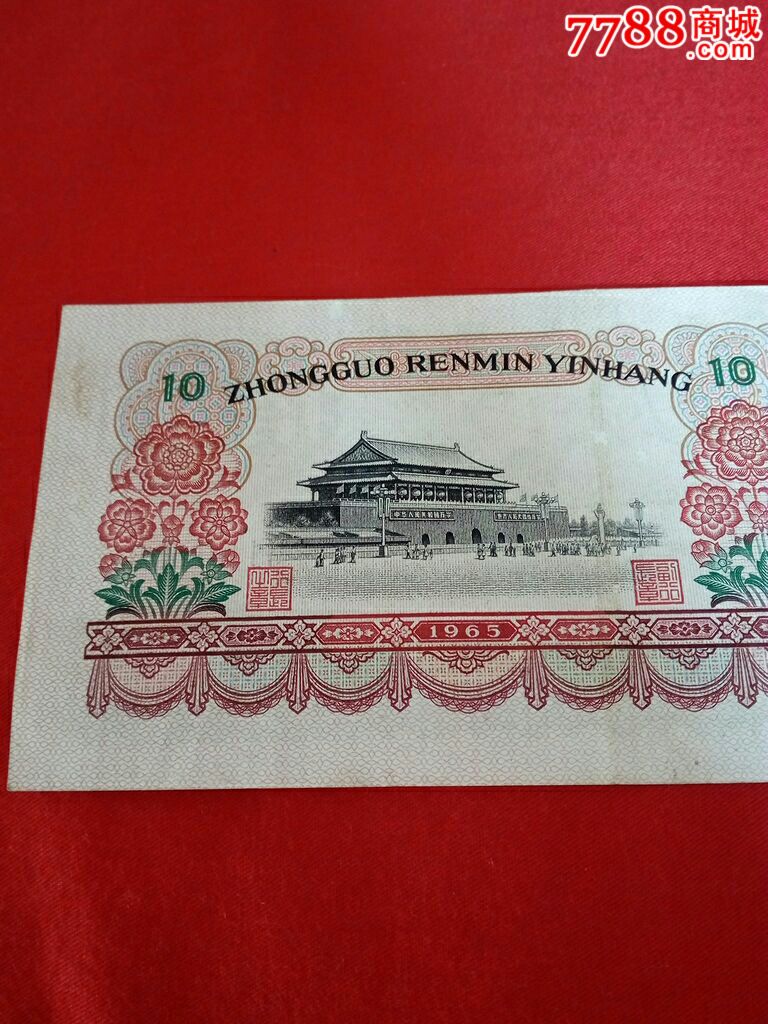 7788商城
.com
10 ZHONGGUO RENMIN YINHANG 10
1965